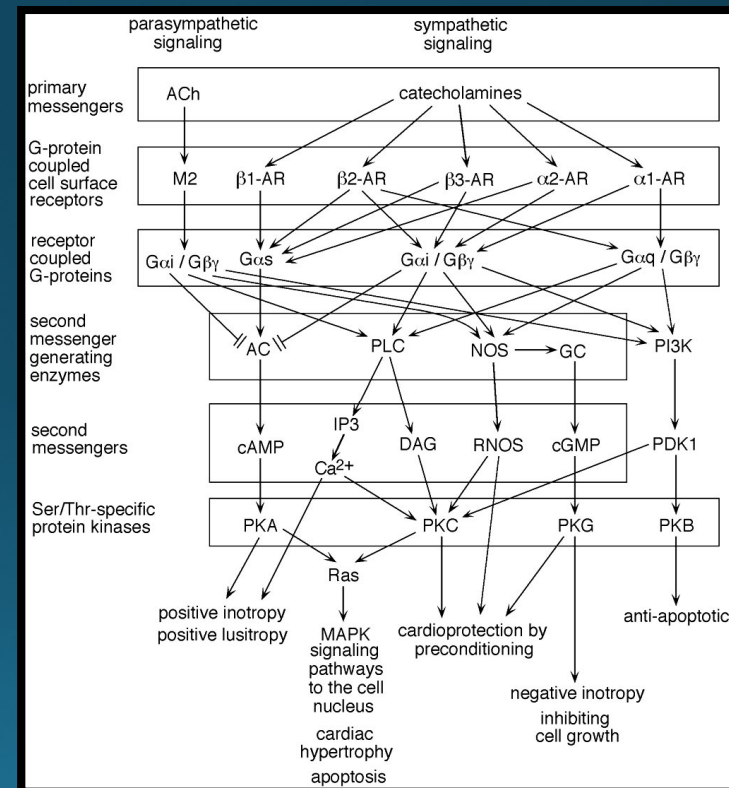 parasympathetic
signaling
sympathetic
signaling
primary
messengers
ACh
catecholamines
G-protein
coupled
cell surface
receptors
M2
β1-AR
β2-AR
β3-AR
α2-AR
α1-AR
receptor
coupled
G-proteins
Gαi / Gβγ
Gαs
Gαi / Gβγ
Gαq / Gβγ
second
messenger
generating
enzymes
AC
PLC
NOS
GC
PI3K
second
messengers
cAMP
IP3
Ca²⁺
DAG
RNOS
cGMP
PDK1
Ser/Thr-specific
protein kinases
PKA
PKC
PKG
PKB
Ras
positive inotropy
positive lusitropy
MAPK
signaling
pathways
to the cell
nucleus
cardiac
hypertrophy
apoptosis
cardioprotection by
preconditioning
anti-apoptotic
negative inotropy
inhibiting
cell growth